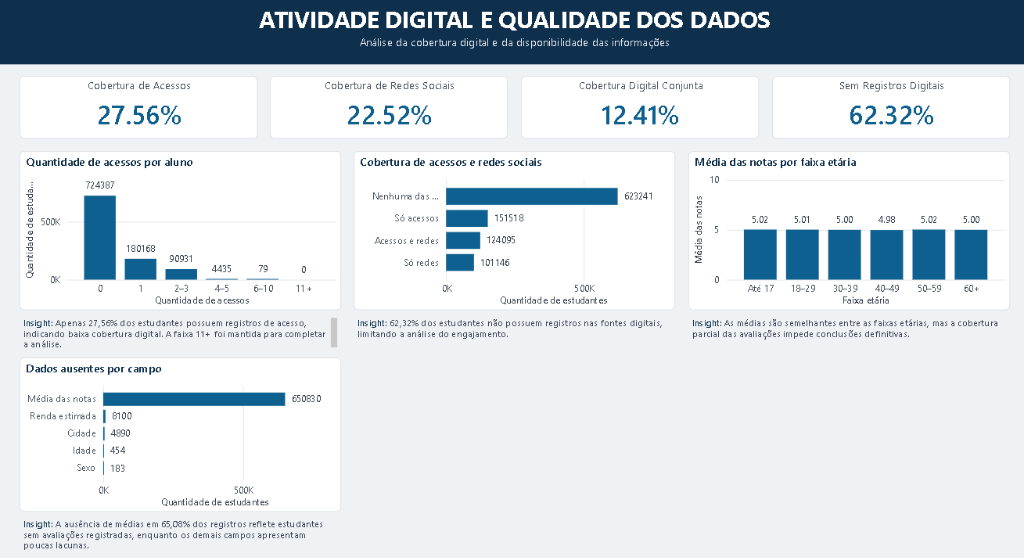 ATIVIDADE DIGITAL E QUALIDADE DOS DADOS
Análise da cobertura digital e da disponibilidade das informações
Cobertura de Acessos
27.56%
Cobertura de Redes Sociais
22.52%
Cobertura Digital Conjunta
12.41%
Sem Registros Digitais
62.32%
Quantidade de acessos por aluno
Quantidade de estuda...
500K
0K
724387
180168
90931
4435
79
0
0
1
2–3
4–5
6–10
11+
Quantidade de acessos
Insight: Apenas 27,56% dos estudantes possuem registros de acesso,
indicando baixa cobertura digital. A faixa 11+ foi mantida para completar
a análise.
Cobertura de acessos e redes sociais
Nenhuma das ...
623241
Só acessos
151518
Acessos e redes
124095
Só redes
101146
0K
500K
Quantidade de estudantes
Insight: 62,32% dos estudantes não possuem registros nas fontes digitais,
limitando a análise do engajamento.
Média das notas por faixa etária
Média das notas
10
5
0
5.02
5.01
5.00
4.98
5.02
5.00
Até 17
18–29
30–39
40–49
50–59
60+
Faixa etária
Insight: As médias são semelhantes entre as faixas etárias, mas a cobertura
parcial das avaliações impede conclusões definitivas.
Dados ausentes por campo
Média das notas
650830
Renda estimada
8100
Cidade
4890
Idade
454
Sexo
183
0K
500K
Quantidade de estudantes
Insight: A ausência de médias em 65,08% dos registros reflete estudantes
sem avaliações registradas, enquanto os demais campos apresentam
poucas lacunas.